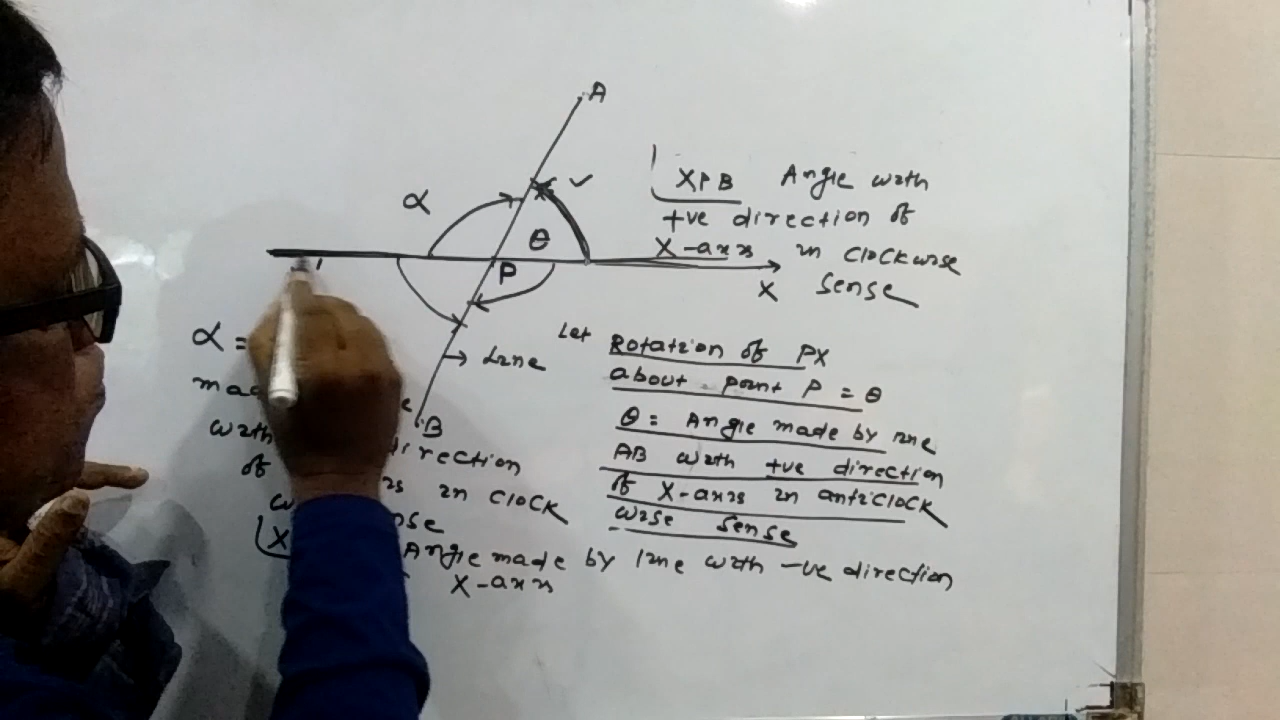 A
α
θ
P
X
Line
B
XPB Angle with
+ve direction of
X-axis in clockwise
sense
Let Rotation of PX
about point P = θ
θ = Angle made by line
AB with +ve direction
of X-axis in anticlock
wise sense
α =
with direction
of in clock
X
Angle made by line with -ve direction
X-axis